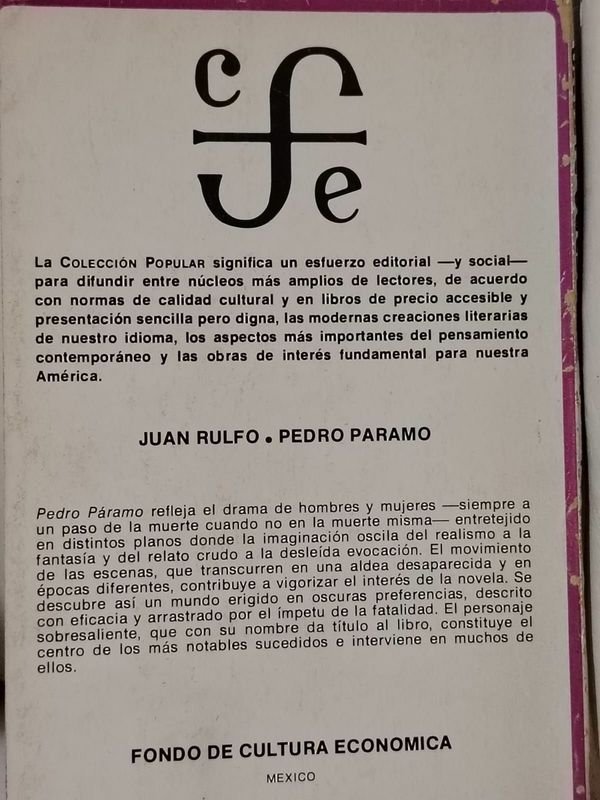 c f e
La COLECCIÓN POPULAR significa un esfuerzo editorial —y social—
para difundir entre núcleos más amplios de lectores, de acuerdo
con normas de calidad cultural y en libros de precio accesible y
presentación sencilla pero digna, las modernas creaciones literarias
de nuestro idioma, los aspectos más importantes del pensamiento
contemporáneo y las obras de interés fundamental para nuestra
América.
JUAN RULFO • PEDRO PARAMO
Pedro Páramo refleja el drama de hombres y mujeres —siempre a
un paso de la muerte cuando no en la muerte misma— entretejido
en distintos planos donde la imaginación oscila del realismo a la
fantasía y del relato crudo a la desleída evocación. El movimiento
de las escenas, que transcurren en una aldea desaparecida y en
épocas diferentes, contribuye a vigorizar el interés de la novela. Se
descubre así un mundo erigido en oscuras preferencias, descrito
con eficacia y arrastrado por el ímpetu de la fatalidad. El personaje
sobresaliente, que con su nombre da título al libro, constituye el
centro de los más notables sucedidos e interviene en muchos de
ellos.
FONDO DE CULTURA ECONOMICA
MEXICO